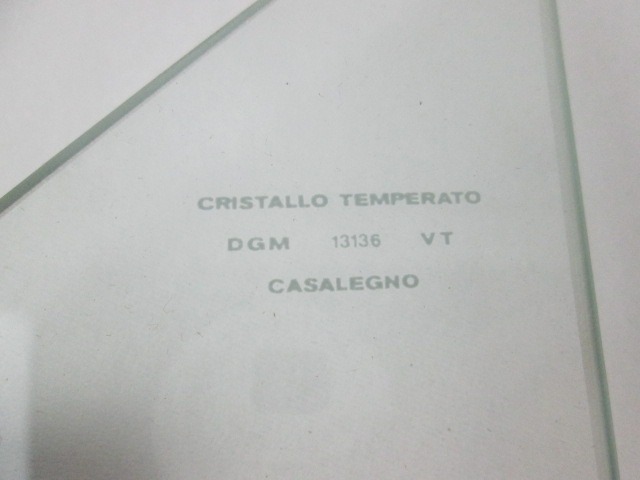 CRISTALLO TEMPERATO
DGM 13136 VT
CASALEGNO